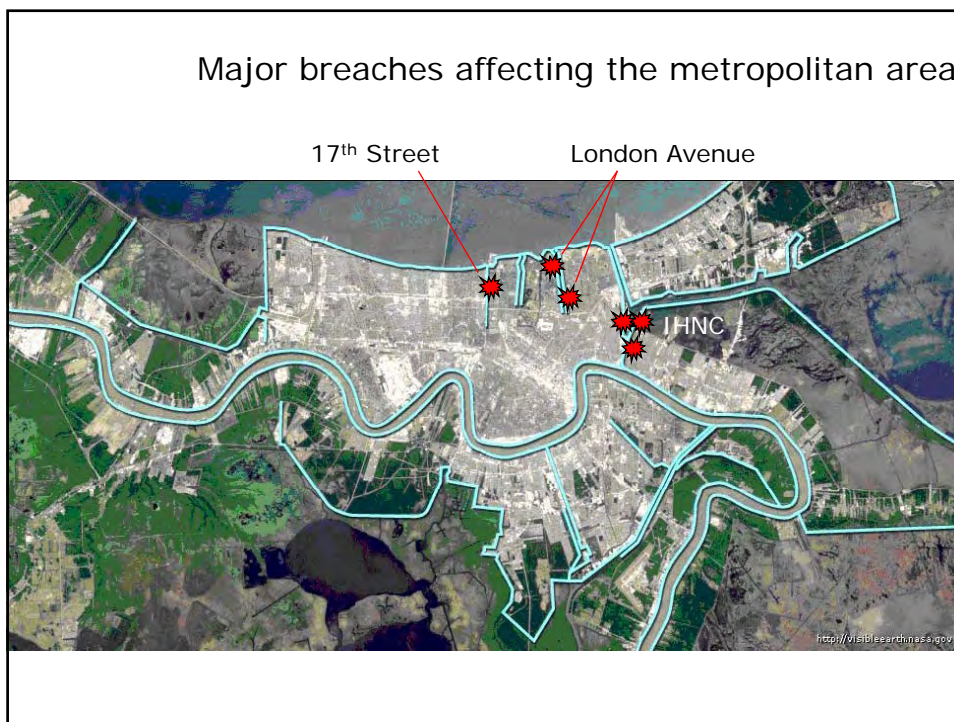 Major breaches affecting the metropolitan area
17th Street
London Avenue
IHNC
http://visibleearth.nasa.gov